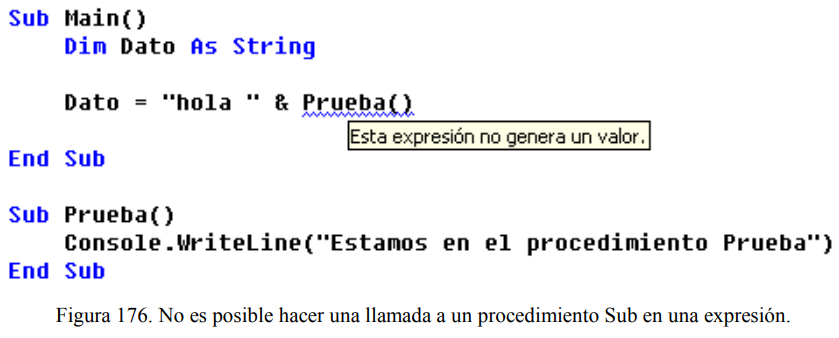 Sub Main()
Dim Dato As String
Dato = "hola " & Prueba()
Esta expresión no genera un valor.
End Sub
Sub Prueba()
Console.WriteLine("Estamos en el procedimiento Prueba")
End Sub
Figura 176. No es posible hacer una llamada a un procedimiento Sub en una expresión.